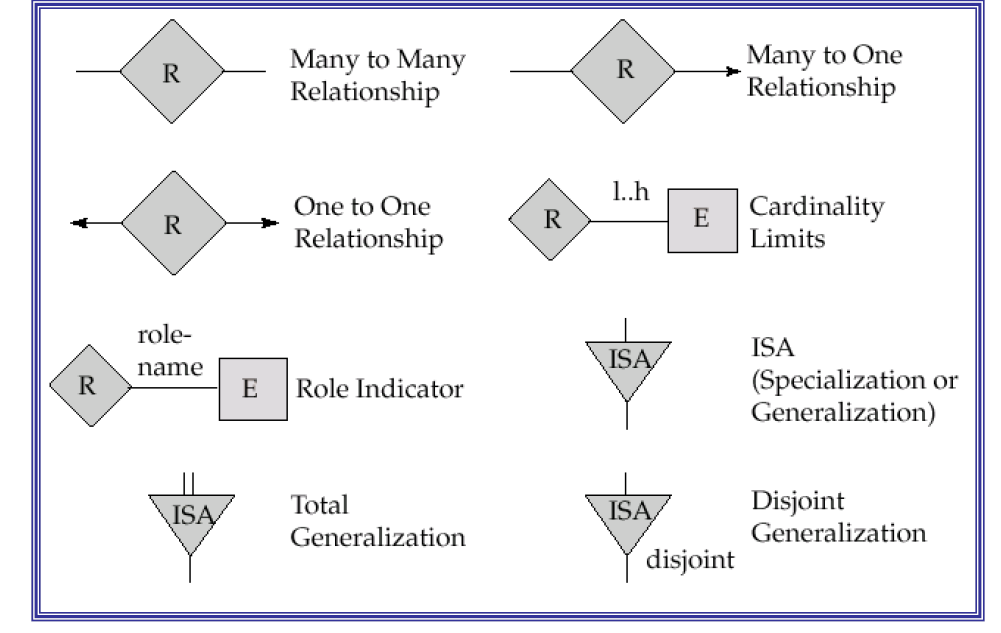 R
Many to Many
Relationship
R
Many to One
Relationship
R
One to One
Relationship
R
l..h
E
Cardinality
Limits
R
role-
name
E
Role Indicator
ISA
ISA
(Specialization or
Generalization)
ISA
Total
Generalization
ISA
disjoint
Disjoint
Generalization